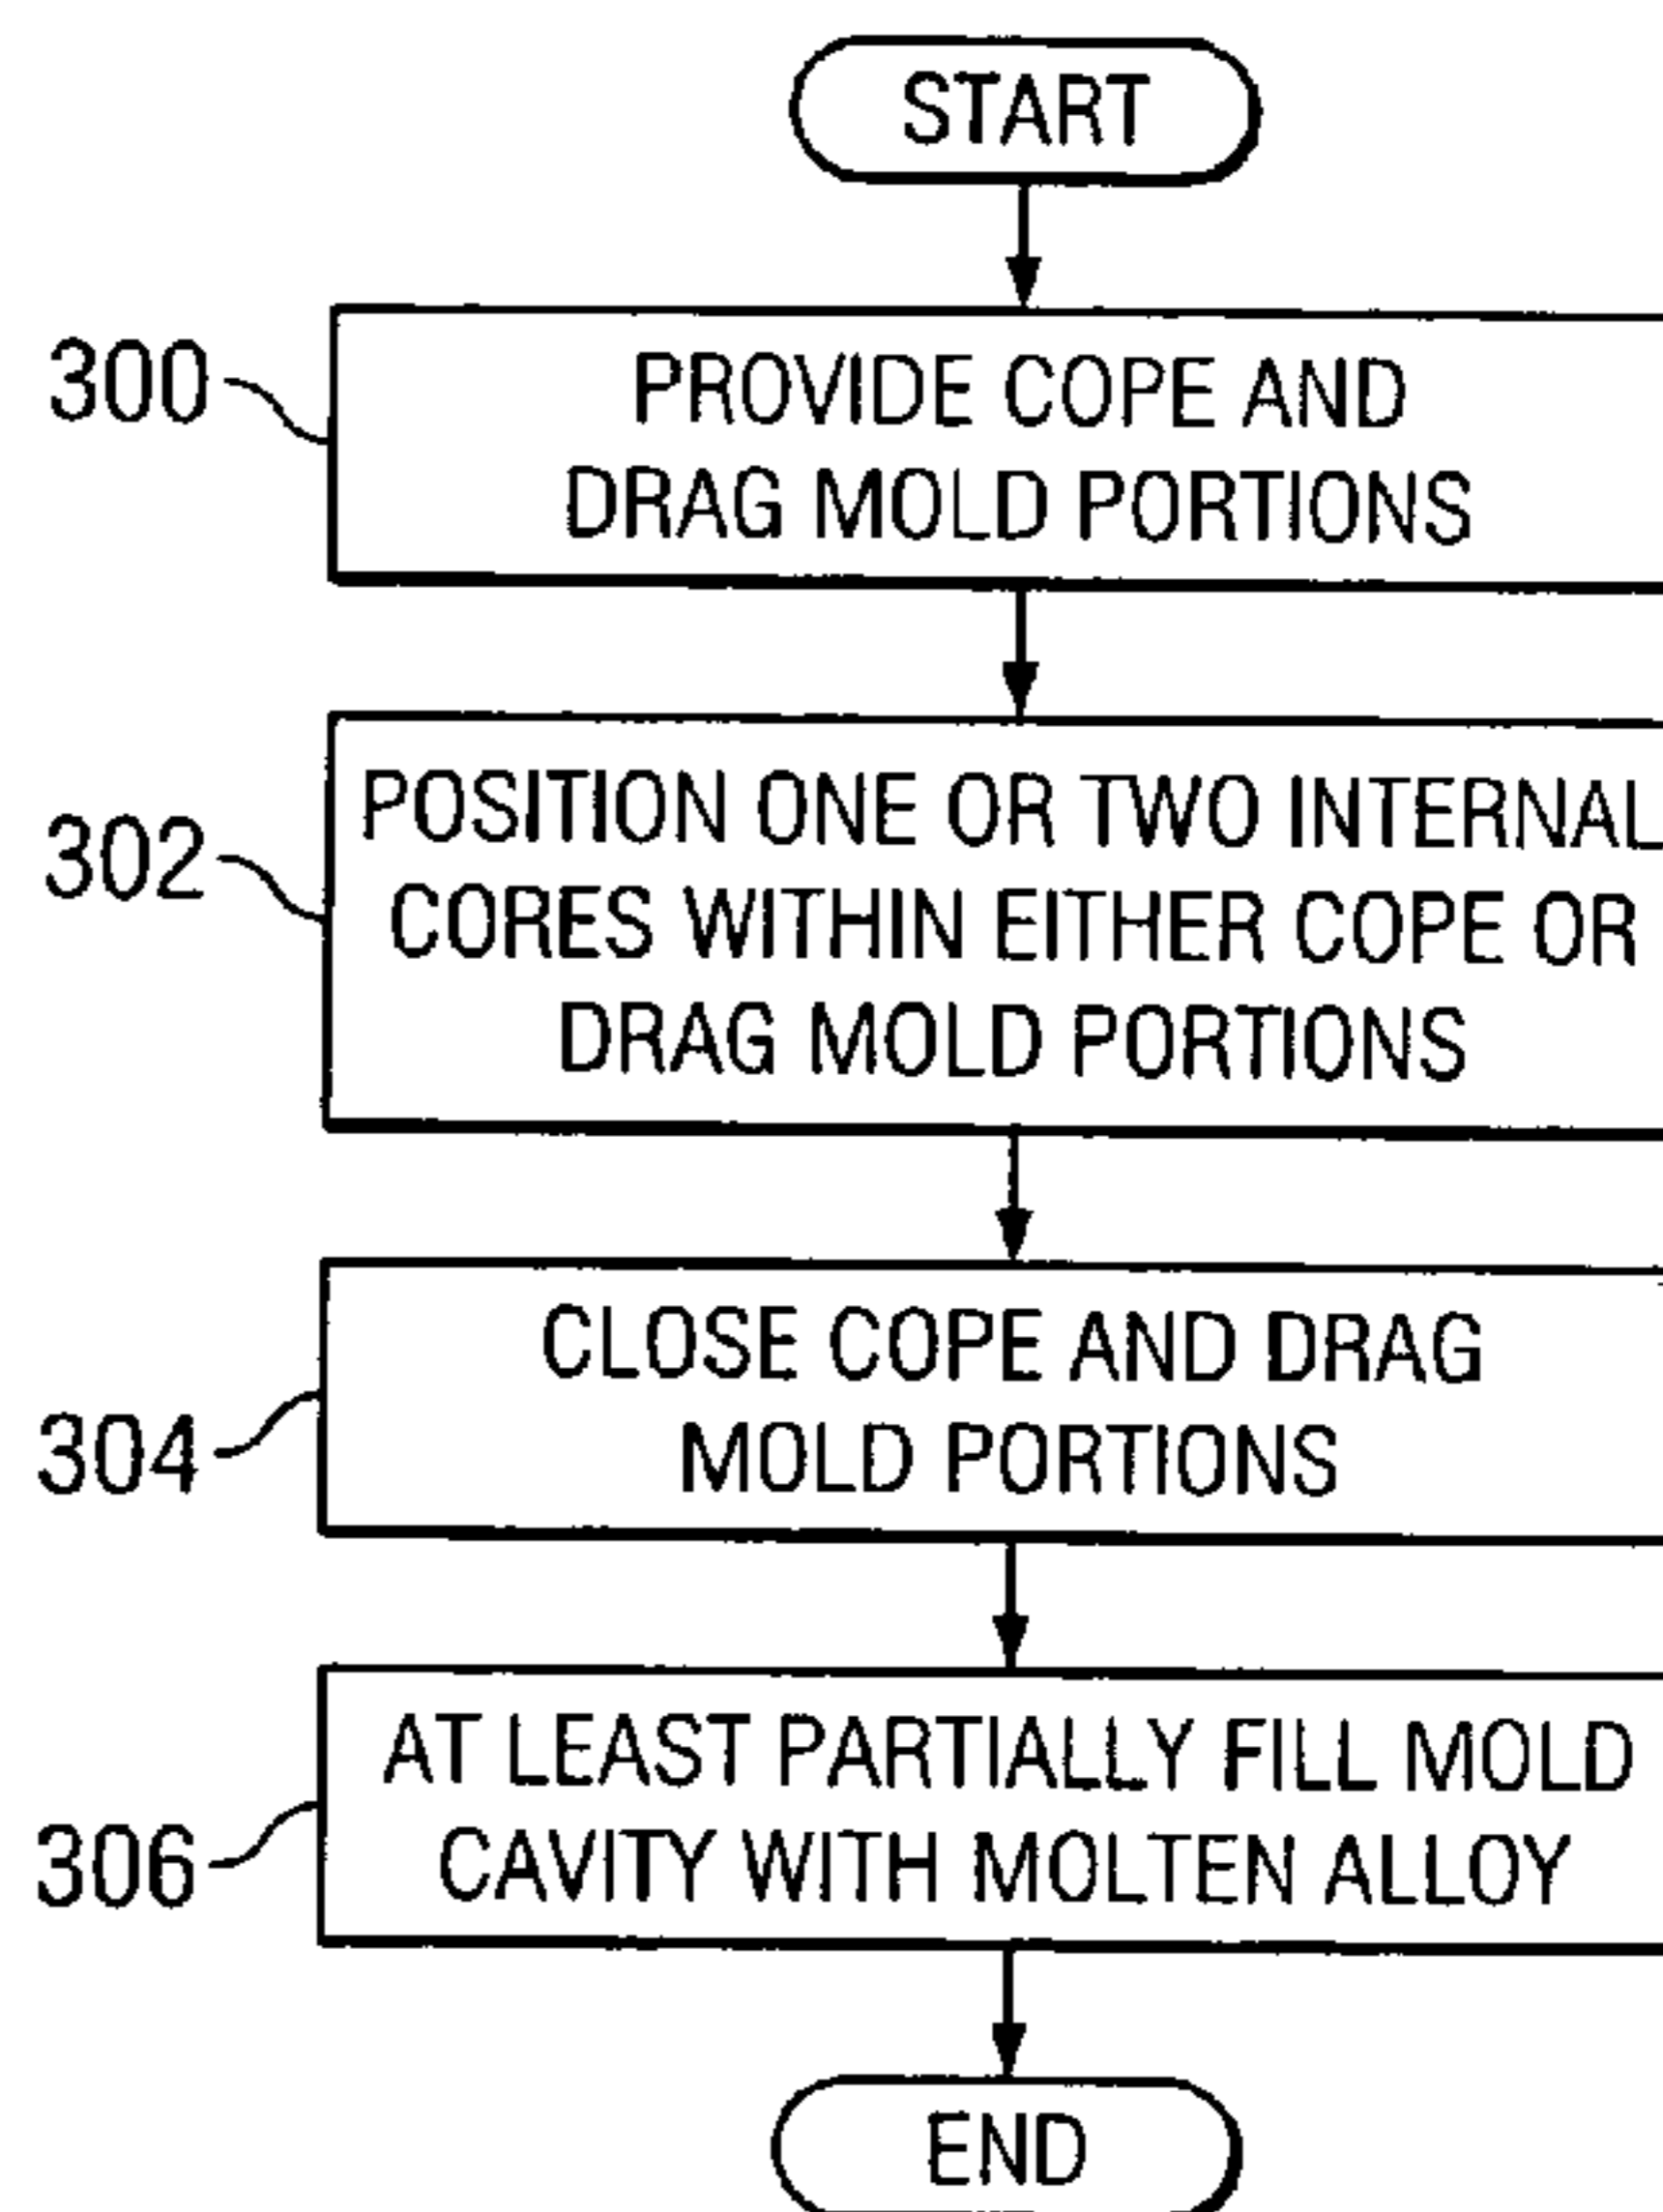 START
300
PROVIDE COPE AND
DRAG MOLD PORTIONS
302
POSITION ONE OR TWO INTERNAL
CORES WITHIN EITHER COPE OR
DRAG MOLD PORTIONS
304
CLOSE COPE AND DRAG
MOLD PORTIONS
306
AT LEAST PARTIALLY FILL MOLD
CAVITY WITH MOLTEN ALLOY
END